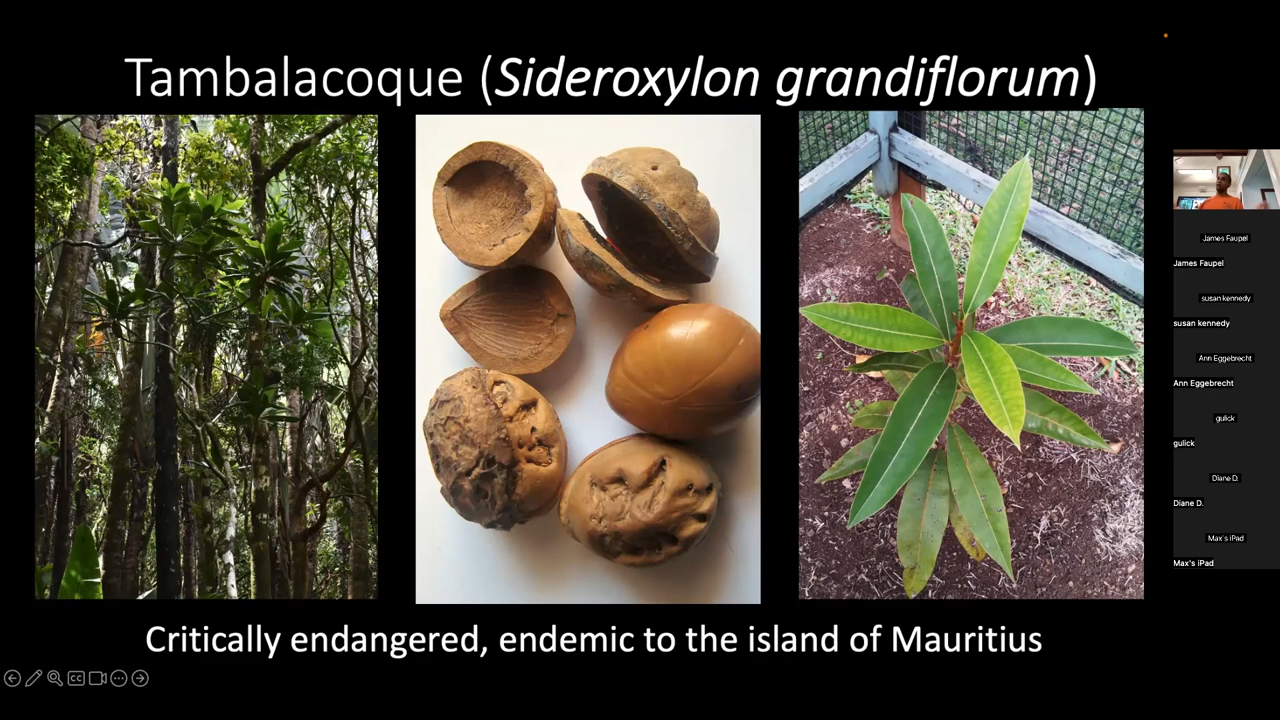 Tambalacoque (Sideroxylon grandiflorum)
James Faupel
James Faupel
susan kennedy
susan kennedy
Ann Eggebrecht
Ann Eggebrecht
gulick
gulick
Diane D.
Diane D.
Max's iPad
Max's iPad
Critically endangered, endemic to the island of Mauritius
CC